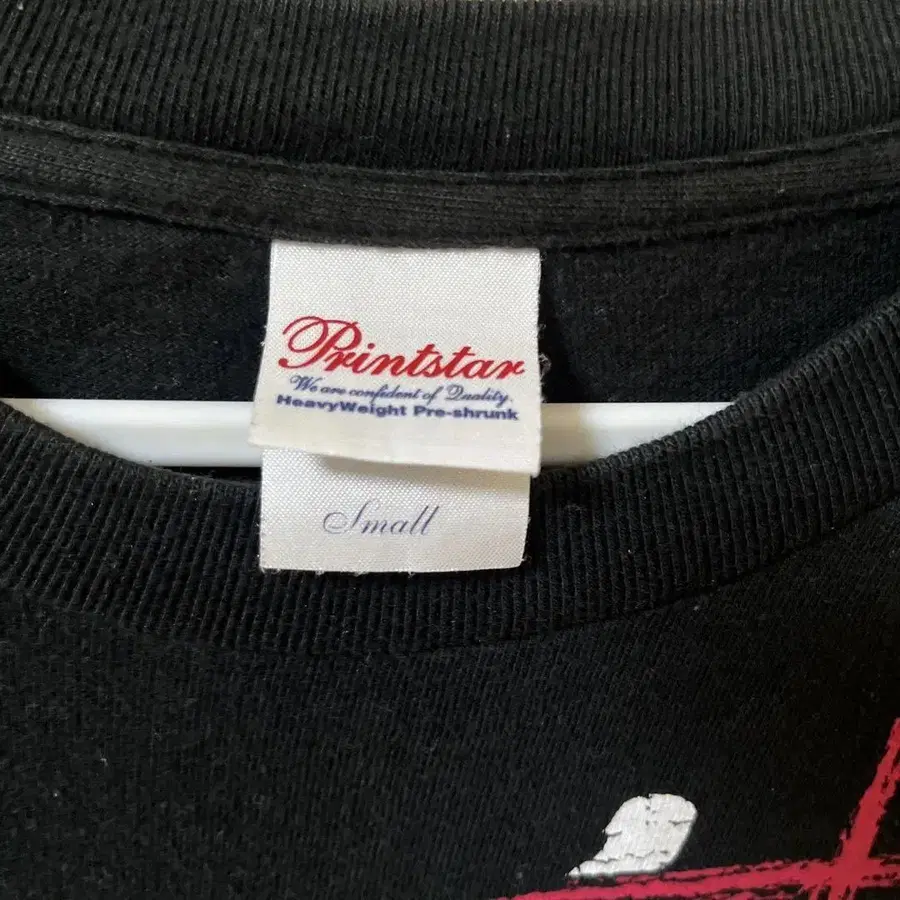 Printstar
We are confident of Quality.
HeavyWeight Pre-shrunk
Small